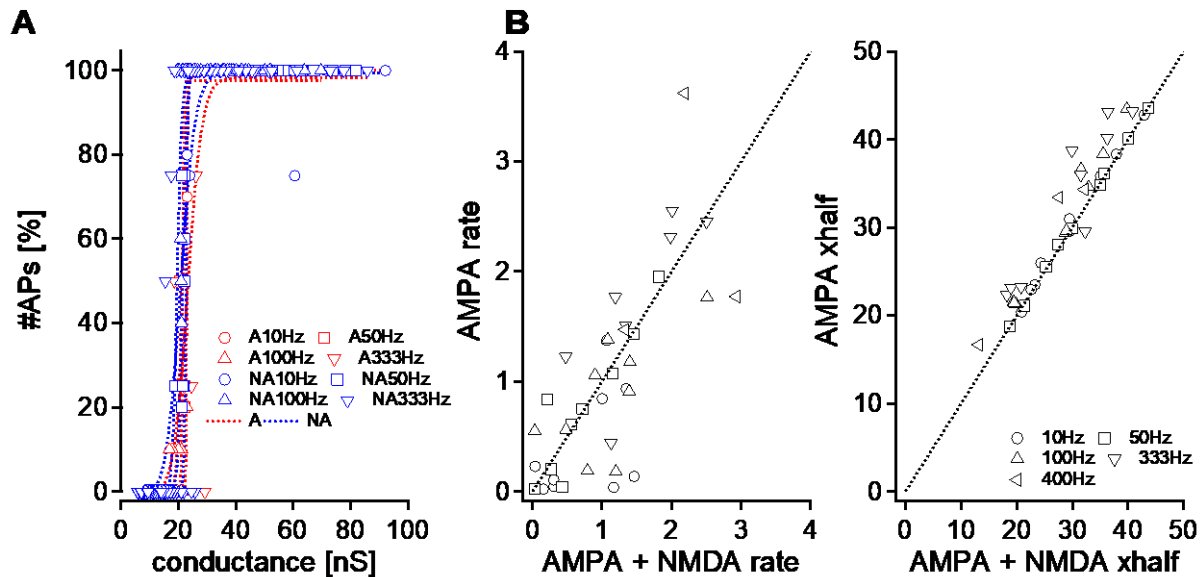 A
#APs [%]
100
80
60
40
20
0
0 20 40 60 80 100
conductance [nS]
A10Hz A50Hz
A100Hz A333Hz
NA10Hz NA50Hz
NA100Hz NA333Hz
A NA
B
AMPA rate
4
3
2
1
0
0 1 2 3 4
AMPA + NMDA rate
AMPA xhalf
50
40
30
20
10
0
0 10 20 30 40 50
AMPA + NMDA xhalf
10Hz 50Hz
100Hz 333Hz
400Hz